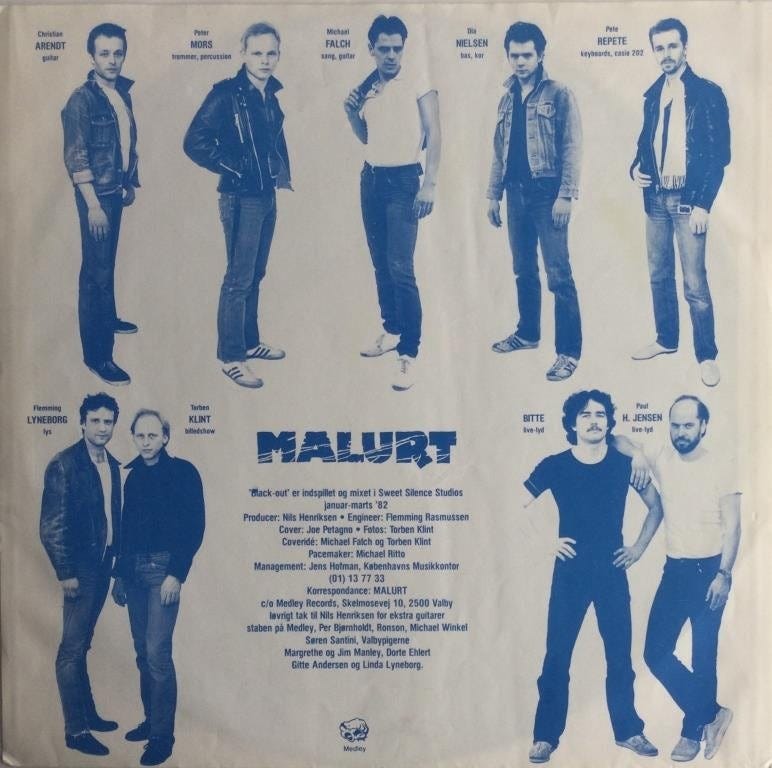 Christian
ARENDT
guitar
Peter
MORS
trommer, percussion
Michael
FALCH
sang, guitar
Ola
NIELSEN
bas, kor
Pete
REPETE
keyboards, casio 202
Flemming
LYNEBORG
lys
Torben
KLINT
billedshow
BITTE
live-lyd
Poul
H. JENSEN
live-lyd
MALURT
'Black-out' er indspillet og mixet i Sweet Silence Studios
januar-marts '82
Producer: Nils Henriksen • Engineer: Flemming Rasmussen
Cover: Joe Petagno • Fotos: Torben Klint
Coveridé: Michael Falch og Torben Klint
Pacemaker: Michael Ritto
Management: Jens Hofman, Københavns Musikkontor
(01) 13 77 33
Korrespondance: MALURT
c/o Medley Records, Skelmosevej 10, 2500 Valby
Iøvrigt tak til Nils Henriksen for ekstra guitarer
staben på Medley, Per Bjørnholdt, Ronson, Michael Winkel
Søren Santini, Valbypigerne
Margrethe og Jim Manley, Dorte Ehlert
Gitte Andersen og Linda Lyneborg.
Medley